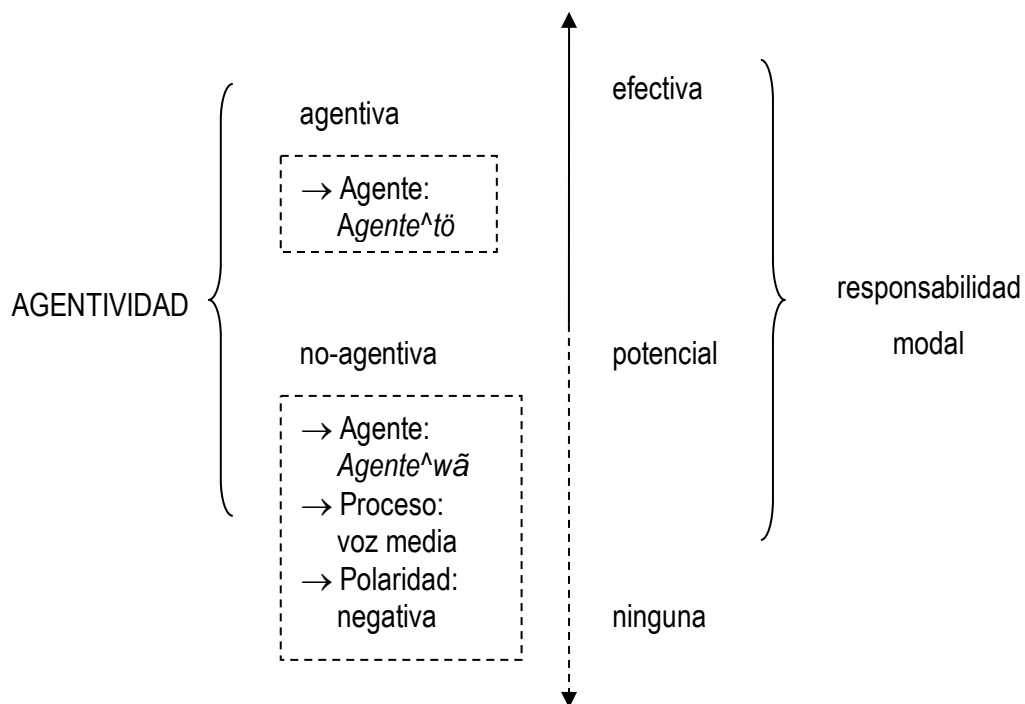 efectiva
agentiva
→ Agente:
Agente^tö
AGENTIVIDAD
responsabilidad
modal
no-agentiva
potencial
→ Agente:
Agente^wã
→ Proceso:
voz media
→ Polaridad:
negativa
ninguna